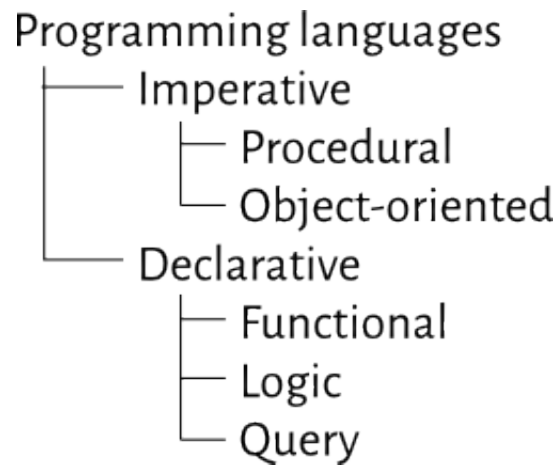 Programming languages
Imperative
Procedural
Object-oriented
Declarative
Functional
Logic
Query